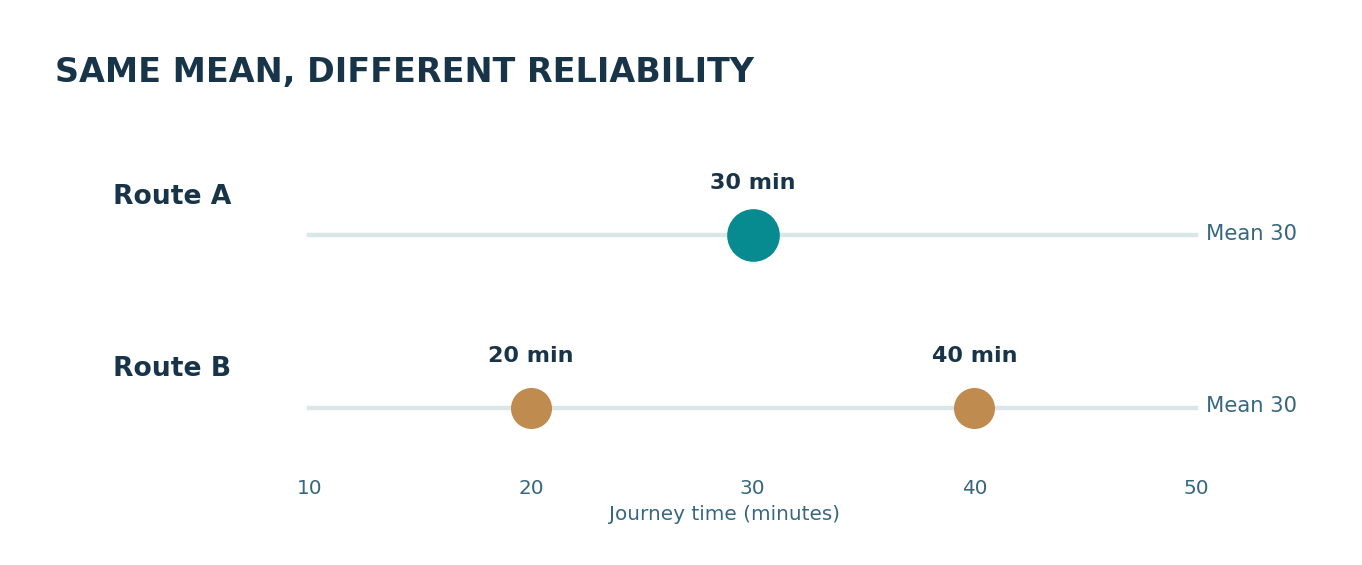 SAME MEAN, DIFFERENT RELIABILITY
Route A
30 min
Mean 30
Route B
20 min
40 min
Mean 30
10 20 30 40 50
Journey time (minutes)